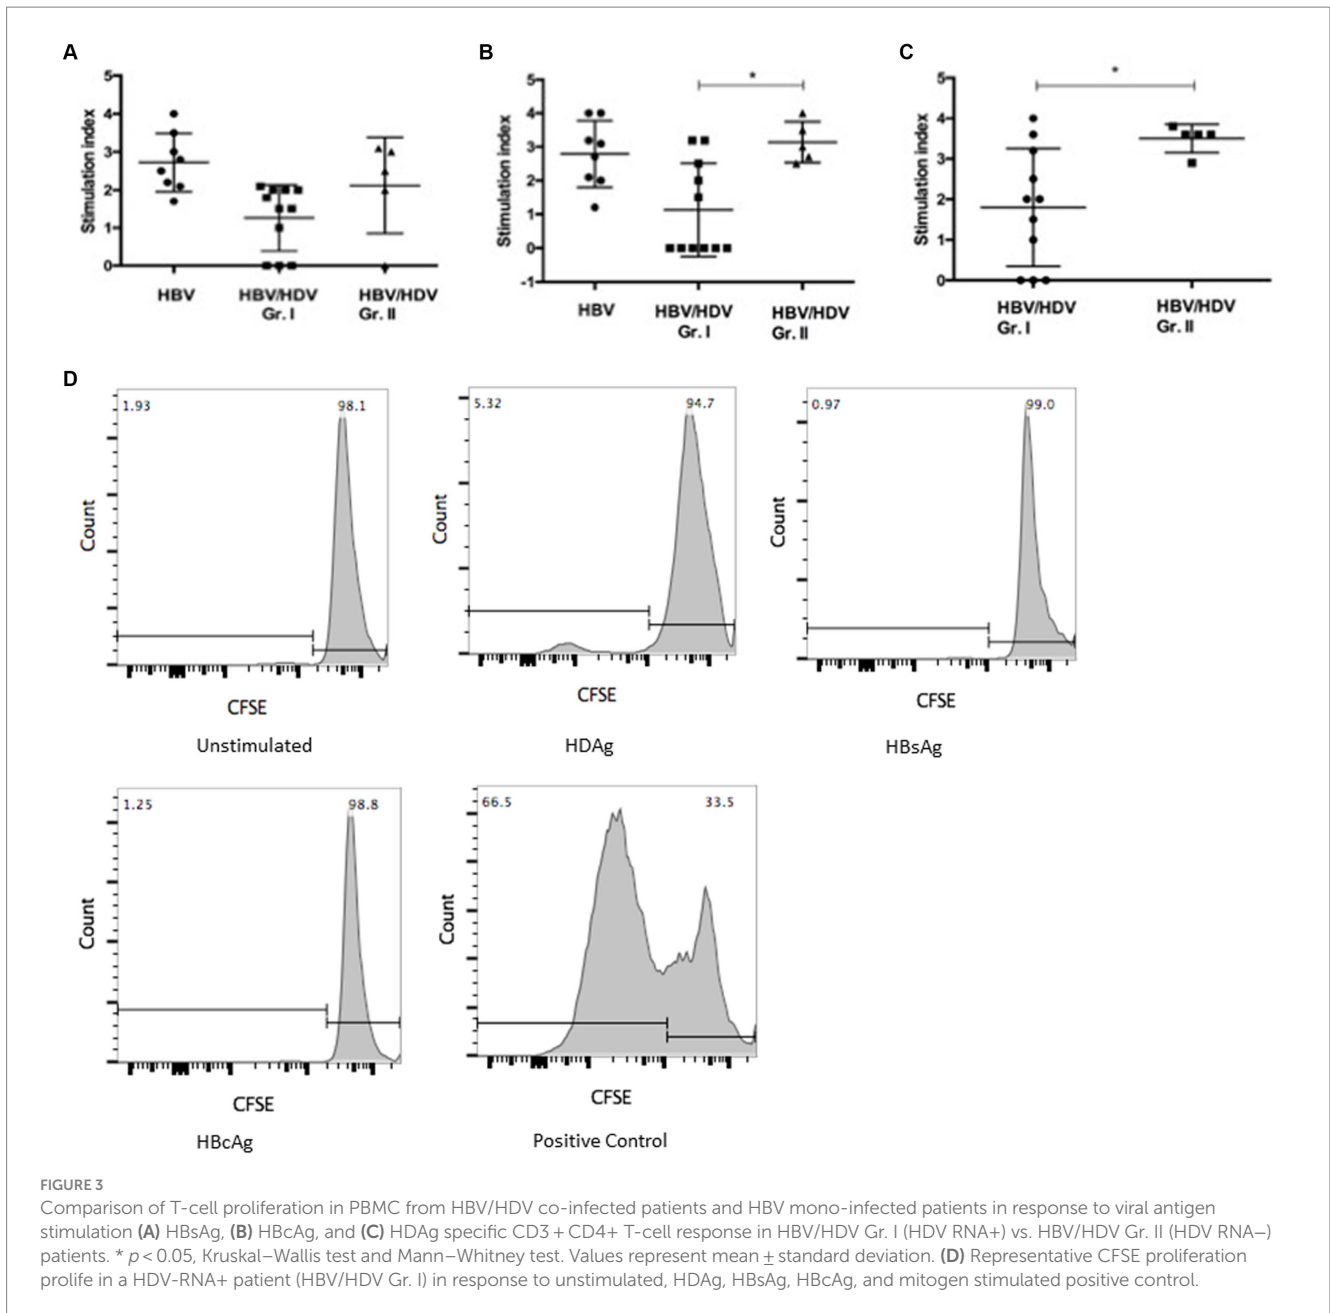 A
B
C
5
4
3
2
1
0
Stimulation index
HBV
HBV/HDV
Gr. I
HBV/HDV
Gr. II
*
5
4
3
2
1
0
-1
Stimulation index
HBV
HBV/HDV
Gr. I
HBV/HDV
Gr. II
*
5
4
3
2
1
0
Stimulation index
HBV/HDV
Gr. I
HBV/HDV
Gr. II
D
1.93
98.1
Count
CFSE
Unstimulated
5.32
94.7
Count
CFSE
HDAg
0.97
99.0
Count
CFSE
HBsAg
1.25
98.8
Count
CFSE
HBcAg
66.5
33.5
Count
CFSE
Positive Control
FIGURE 3
Comparison of T-cell proliferation in PBMC from HBV/HDV co-infected patients and HBV mono-infected patients in response to viral antigen
stimulation (A) HBsAg, (B) HBcAg, and (C) HDAg specific CD3 + CD4+ T-cell response in HBV/HDV Gr. I (HDV RNA+) vs. HBV/HDV Gr. II (HDV RNA−)
patients. * p < 0.05, Kruskal–Wallis test and Mann–Whitney test. Values represent mean ± standard deviation. (D) Representative CFSE proliferation
prolife in a HDV-RNA+ patient (HBV/HDV Gr. I) in response to unstimulated, HDAg, HBsAg, HBcAg, and mitogen stimulated positive control.